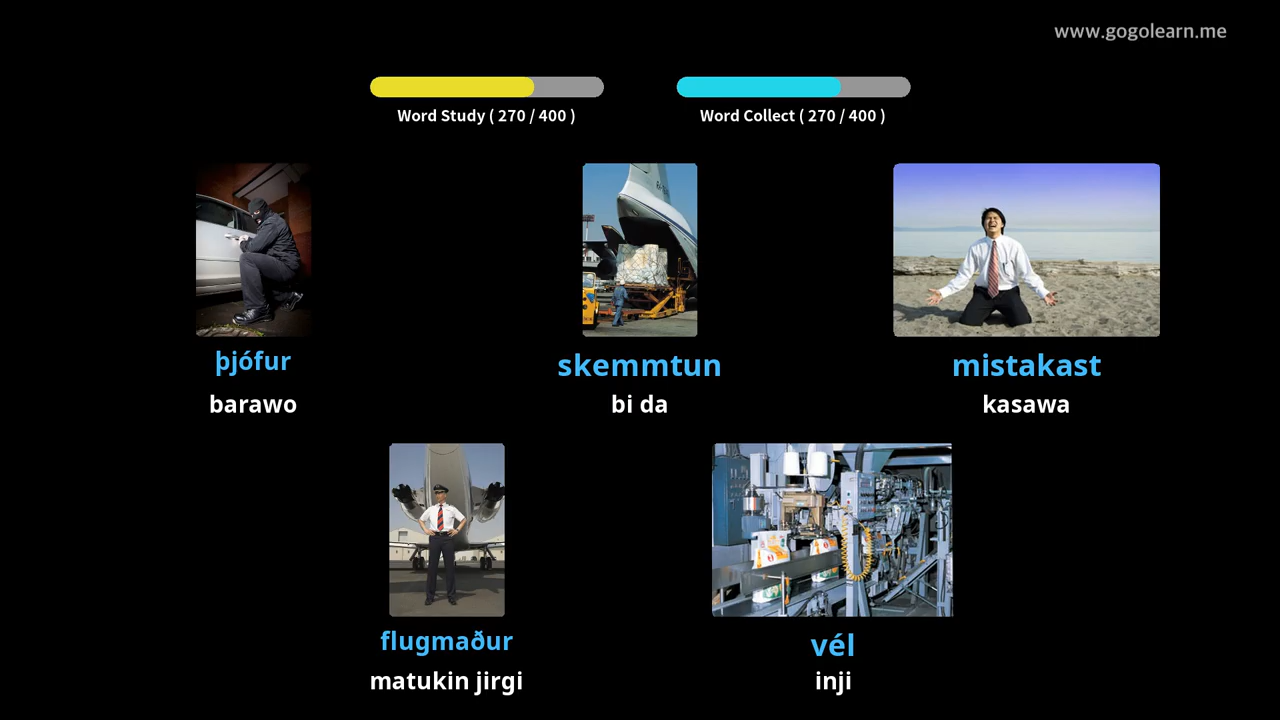 www.gogolearn.me
Word Study ( 270 / 400 )
Word Collect ( 270 / 400 )
þjófur
barawo
skemmtun
bi da
mistakast
kasawa
flugmaður
matukin jirgi
vél
inji